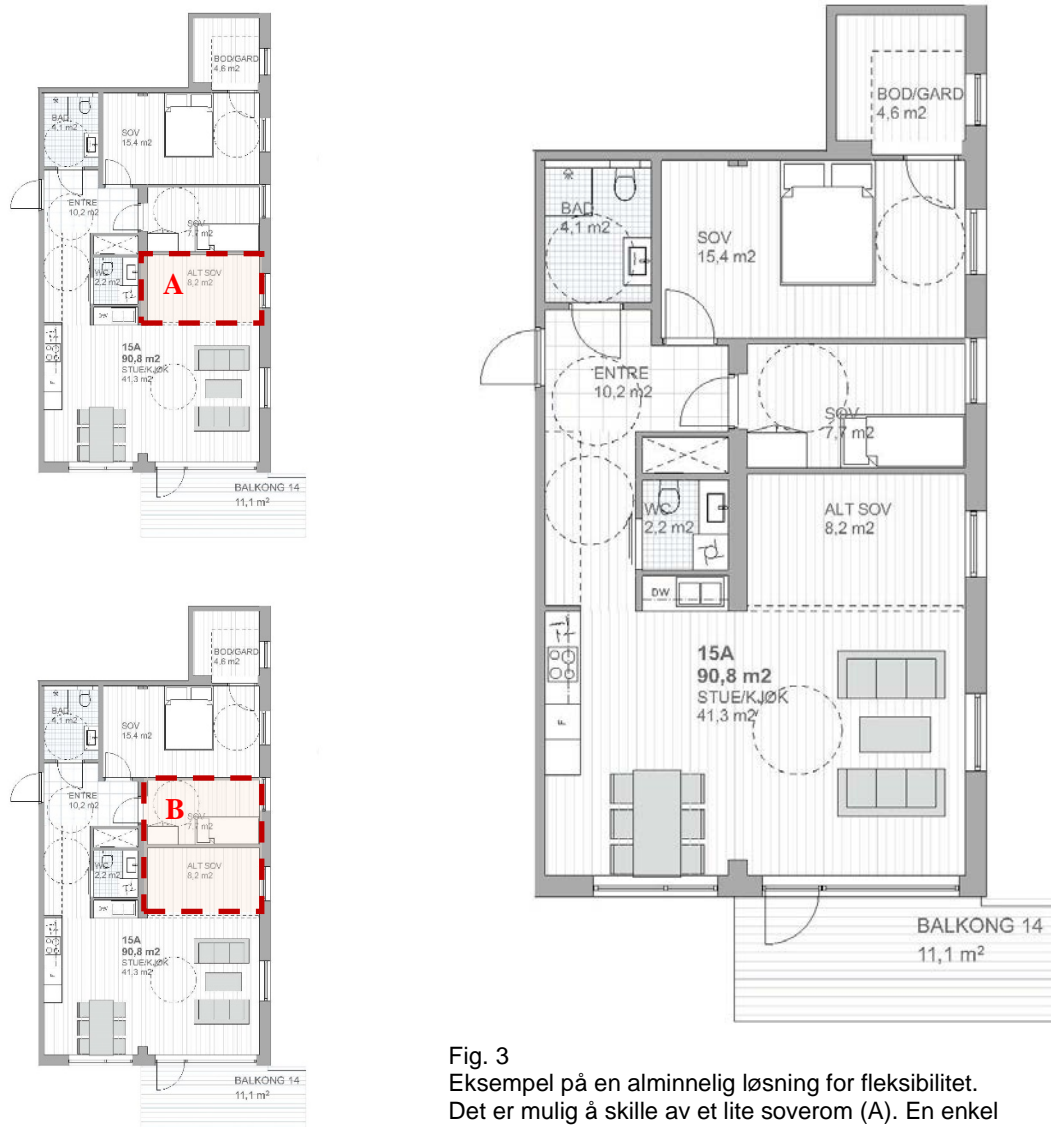 BOD/GARD
4,6 m2
BAD
4,1 m2
SOV
15,4 m2
ENTRE
10,2 m2
SOV
7,7 m2
WC
2,2 m2
A
ALT SOV
8,2 m2
DW
F
15A
90,8 m2
STUE/KJØK
41,3 m2
BALKONG 14
11,1 m²
BOD/GARD
4,6 m2
BAD
4,1 m2
SOV
15,4 m2
ENTRE
10,2 m2
B
SOV
7,7 m2
WC
2,2 m2
ALT SOV
8,2 m2
DW
F
15A
90,8 m2
STUE/KJØK
41,3 m2
BALKONG 14
11,1 m²
BOD/GARD
4,6 m2
BAD
4,1 m2
SOV
15,4 m2
ENTRE
10,2 m2
SOV
7,7 m2
WC
2,2 m2
ALT SOV
8,2 m2
DW
F
15A
90,8 m2
STUE/KJØK
41,3 m2
BALKONG 14
11,1 m²
Fig. 3
Eksempel på en alminnelig løsning for fleksibilitet.
Det er mulig å skille av et lite soverom (A). En enkel